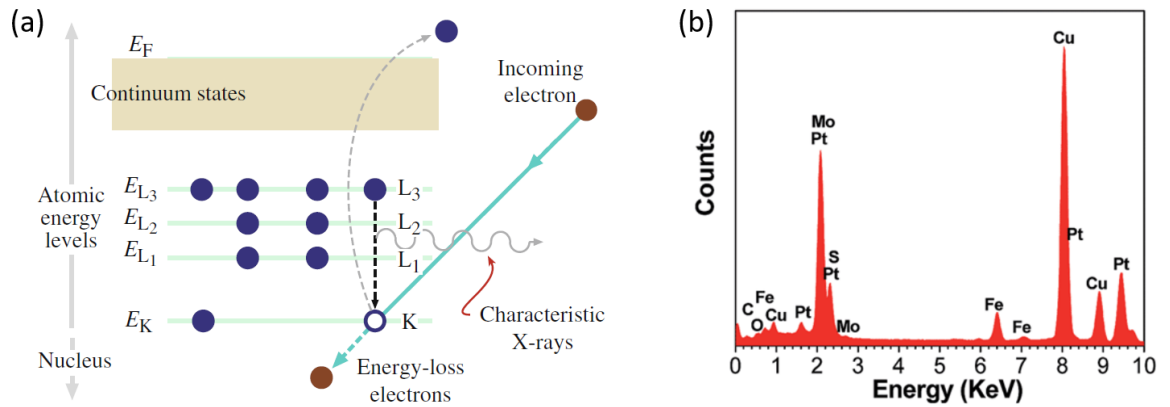 (a)
E_F
Continuum states
Incoming
electron
Atomic
energy
levels
E_L3
L3
E_L2
L2
E_L1
L1
E_K
K
Nucleus
Characteristic
X-rays
Energy-loss
electrons
(b)
Counts
Cu
Mo
Pt
Pt
S
Pt
Fe
C
O
Cu
Pt
Mo
Fe
Fe
Cu
Pt
0 1 2 3 4 5 6 7 8 9 10
Energy (KeV)